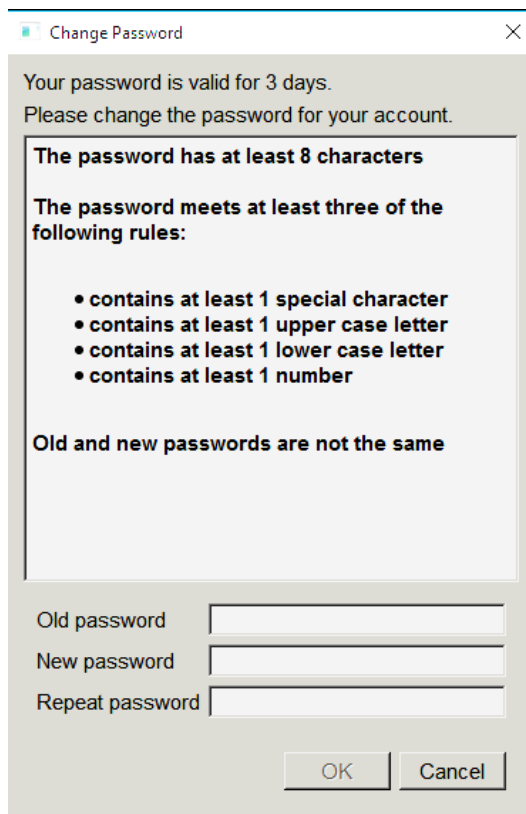 Change Password
Your password is valid for 3 days.
Please change the password for your account.
The password has at least 8 characters
The password meets at least three of the
following rules:
• contains at least 1 special character
• contains at least 1 upper case letter
• contains at least 1 lower case letter
• contains at least 1 number
Old and new passwords are not the same
Old password
New password
Repeat password
OK Cancel